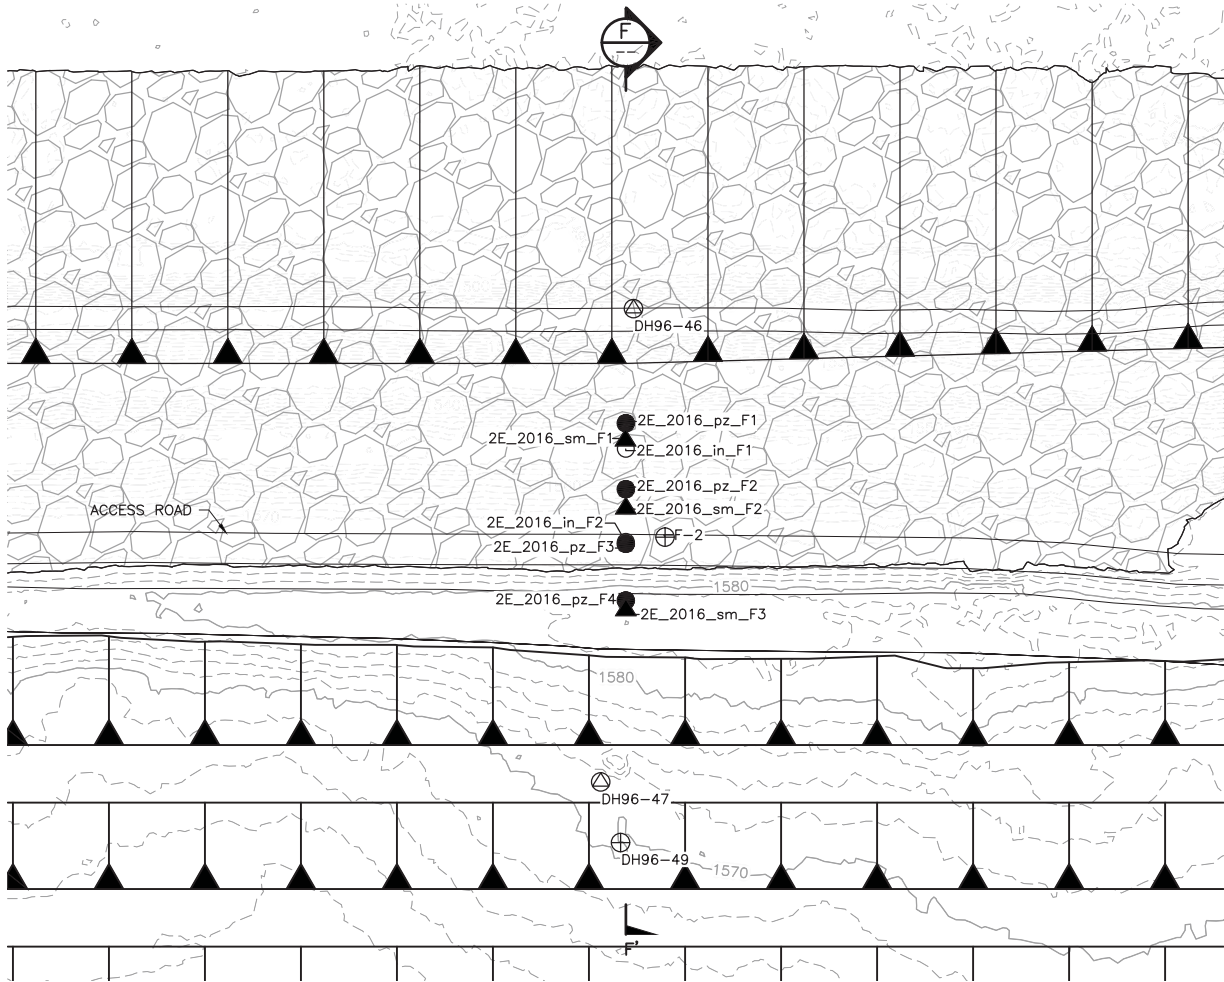 F
--
DH96-46
2E_2016_pz_F1
2E_2016_sm_F1
2E_2016_in_F1
2E_2016_pz_F2
2E_2016_sm_F2
ACCESS ROAD
2E_2016_in_F2
F-2
2E_2016_pz_F3
1580
2E_2016_pz_F4
2E_2016_sm_F3
1580
DH96-47
DH96-49
1570
F'